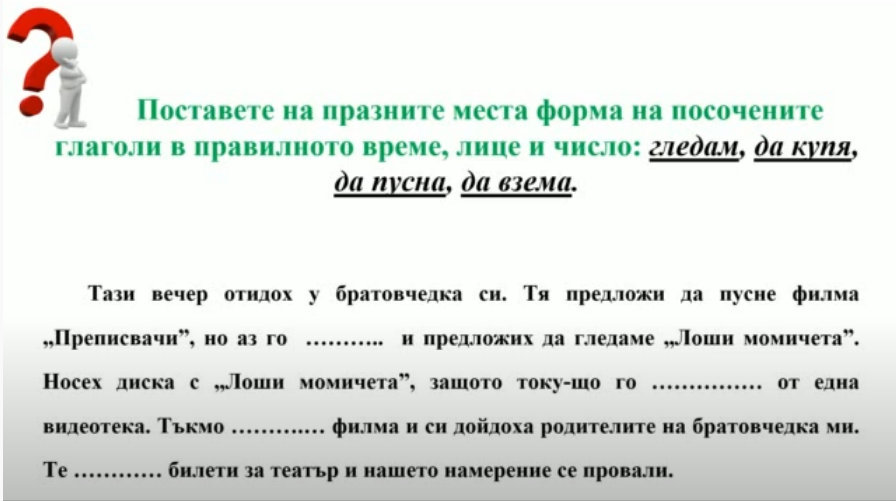 Поставете на празните места форма на посочените
глаголи в правилното време, лице и число: гледам, да купя,
да пусна, да взема.
Тази вечер отидох у братовчедка си. Тя предложи да пусне филма
„Преписвачи”, но аз го ……….. и предложих да гледаме „Лоши момичета”.
Носех диска с „Лоши момичета”, защото току-що го …………… от една
видеотека. Тъкмо ………..… филма и си дойдоха родителите на братовчедка ми.
Те ………… билети за театър и нашето намерение се провали.